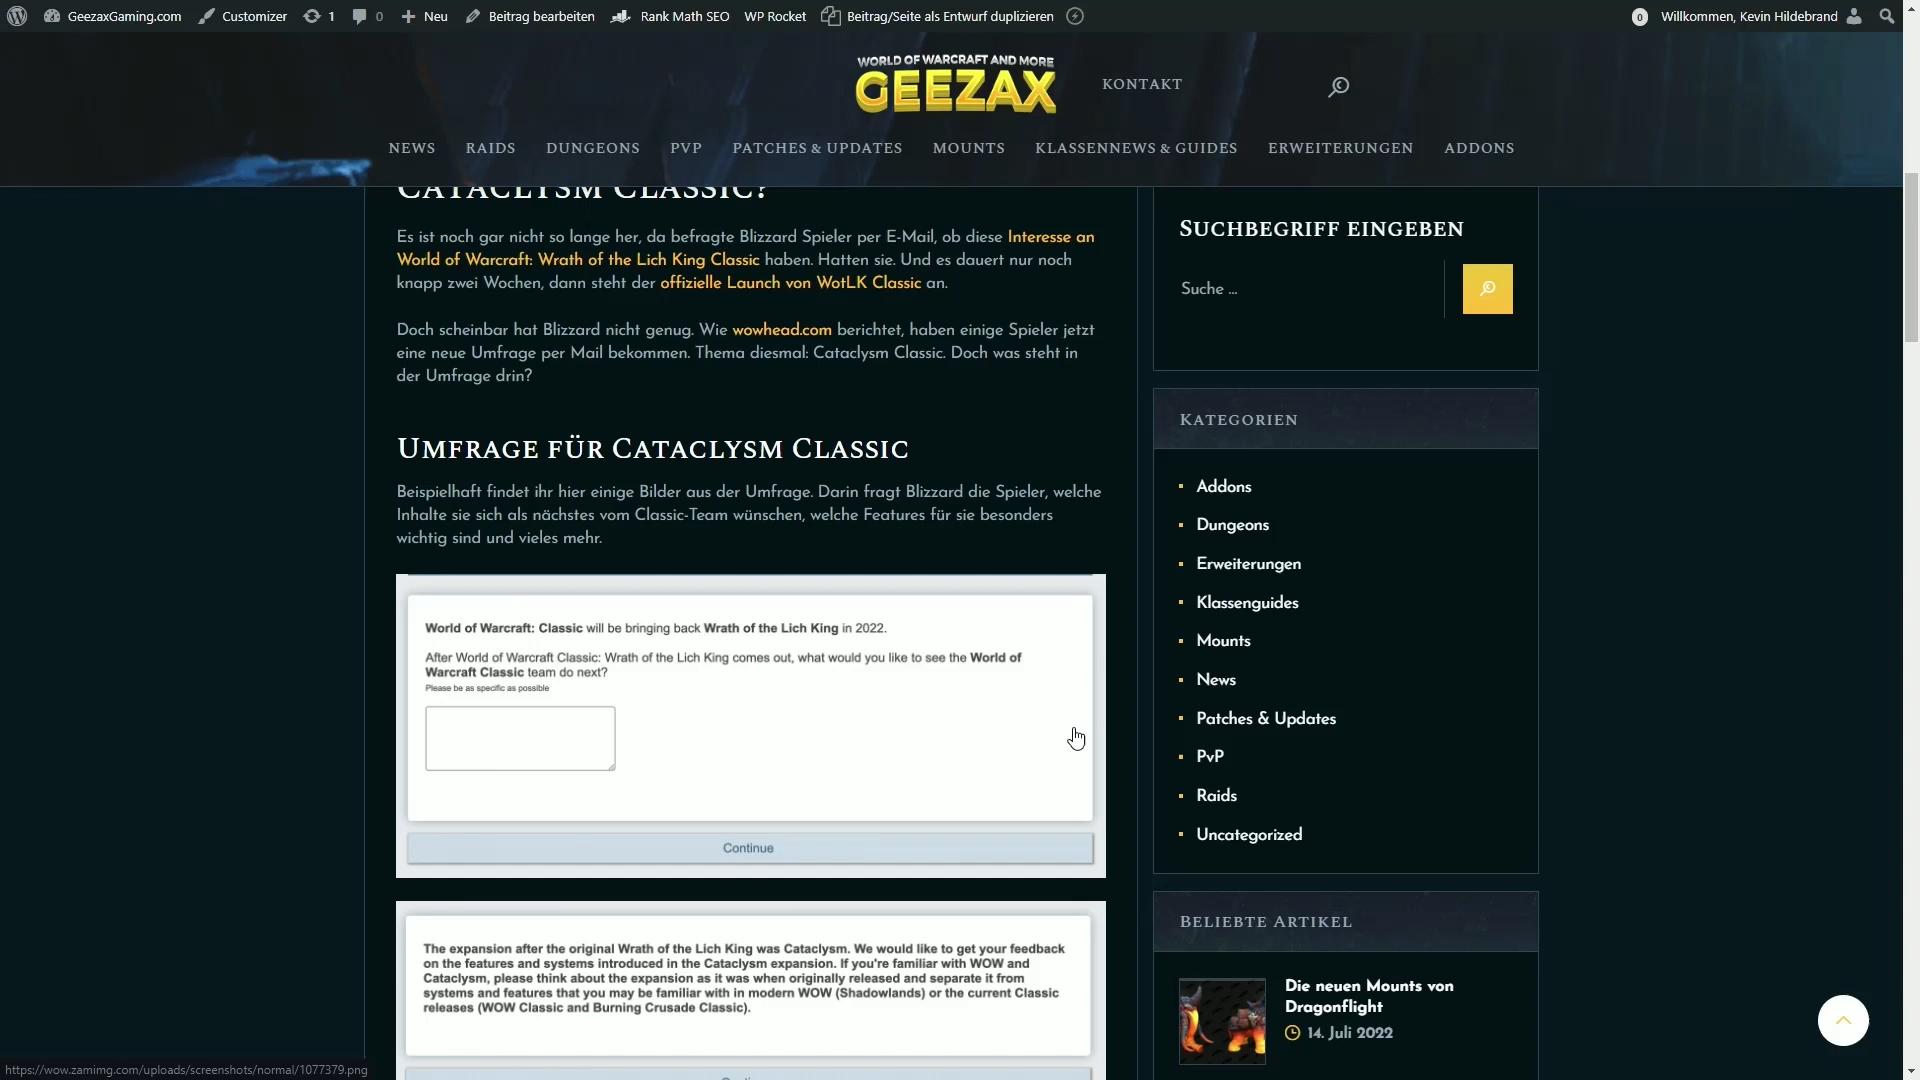 GeezaxGaming.com
Customizer
1
0
Neu
Beitrag bearbeiten
Rank Math SEO
WP Rocket
Beitrag/Seite als Entwurf duplizieren
0
Willkommen, Kevin Hildebrand
WORLD OF WARCRAFT AND MORE
GEEZAX
KONTAKT
NEWS
RAIDS
DUNGEONS
PVP
PATCHES & UPDATES
MOUNTS
KLASSENNEWS & GUIDES
ERWEITERUNGEN
ADDONS
CATACLYSM CLASSIC?
Es ist noch gar nicht so lange her, da befragte Blizzard Spieler per E-Mail, ob diese Interesse an
World of Warcraft: Wrath of the Lich King Classic haben. Hatten sie. Und es dauert nur noch
knapp zwei Wochen, dann steht der offizielle Launch von WotLK Classic an.
Doch scheinbar hat Blizzard nicht genug. Wie wowhead.com berichtet, haben einige Spieler jetzt
eine neue Umfrage per Mail bekommen. Thema diesmal: Cataclysm Classic. Doch was steht in
der Umfrage drin?
UMFRAGE FÜR CATACLYSM CLASSIC
Beispielhaft findet ihr hier einige Bilder aus der Umfrage. Darin fragt Blizzard die Spieler, welche
Inhalte sie sich als nächstes vom Classic-Team wünschen, welche Features für sie besonders
wichtig sind und vieles mehr.
World of Warcraft: Classic will be bringing back Wrath of the Lich King in 2022.
After World of Warcraft Classic: Wrath of the Lich King comes out, what would you like to see the World of
Warcraft Classic team do next?
Please be as specific as possible
Continue
The expansion after the original Wrath of the Lich King was Cataclysm. We would like to get your feedback
on the features and systems introduced in the Cataclysm expansion. If you're familiar with WOW and
Cataclysm, please think about the expansion as it was when originally released and separate it from
systems and features that you may be familiar with in modern WOW (Shadowlands) or the current Classic
releases (WOW Classic and Burning Crusade Classic).
SUCHBEGRIFF EINGEBEN
Suche ...
KATEGORIEN
Addons
Dungeons
Erweiterungen
Klassenguides
Mounts
News
Patches & Updates
PvP
Raids
Uncategorized
BELIEBTE ARTIKEL
Die neuen Mounts von
Dragonflight
14. Juli 2022
https://wow.zamimg.com/uploads/screenshots/normal/1077379.png